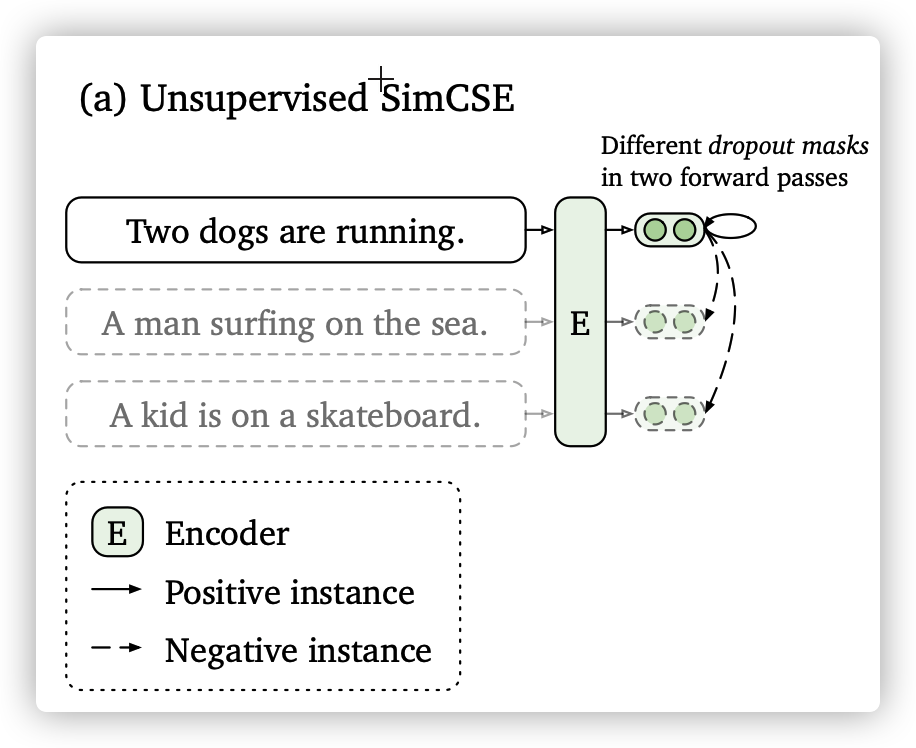 (a) Unsupervised SimCSE
Different dropout masks
in two forward passes
Two dogs are running.
A man surfing on the sea.
E
A kid is on a skateboard.
E Encoder
Positive instance
Negative instance